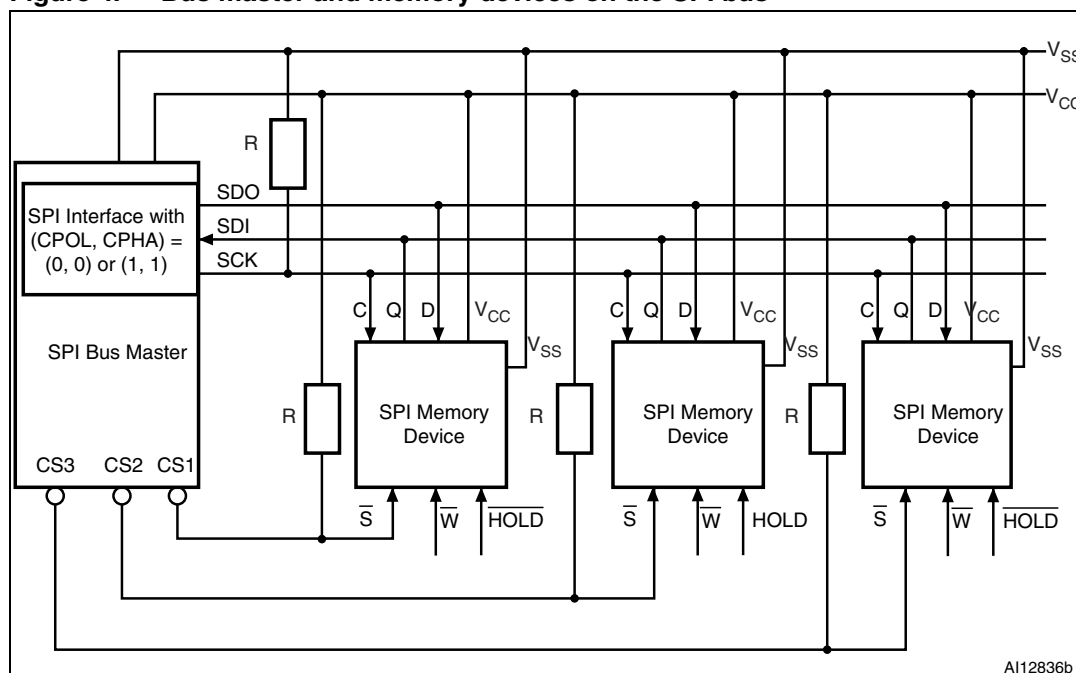 Figure 4. Bus Master and memory devices on the SPI bus
VSS
VCC
R
SDO
SPI Interface with
(CPOL, CPHA) =
(0, 0) or (1, 1)
SDI
SCK
C Q D VCC VSS
C Q D VCC VSS
C Q D VCC VSS
SPI Bus Master
R
SPI Memory
Device
R
SPI Memory
Device
R
SPI Memory
Device
CS3 CS2 CS1
S̅ W̅ H̅O̅L̅D̅
S̅ W̅ HOLD
S̅ W̅ H̅O̅L̅D̅
AI12836b